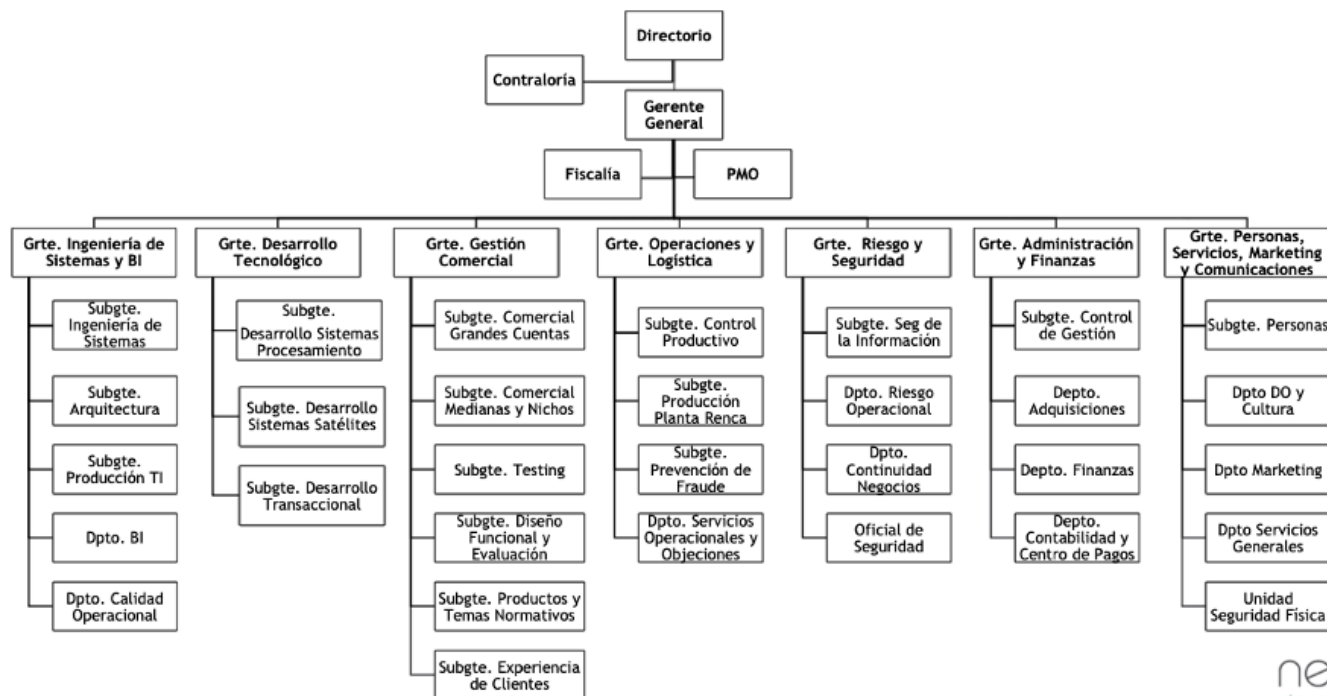 Directorio
Contraloría
Gerente
General
Fiscalía
PMO
Grte. Ingeniería de
Sistemas y BI
Subgte.
Ingeniería de
Sistemas
Subgte.
Arquitectura
Subgte.
Producción TI
Dpto. BI
Dpto. Calidad
Operacional
Grte. Desarrollo
Tecnológico
Subgte.
Desarrollo Sistemas
Procesamiento
Subgte. Desarrollo
Sistemas Satélites
Subgte. Desarrollo
Transaccional
Grte. Gestión
Comercial
Subgte. Comercial
Grandes Cuentas
Subgte. Comercial
Medianas y Nichos
Subgte. Testing
Subgte. Diseño
Funcional y
Evaluación
Subgte. Productos y
Temas Normativos
Subgte. Experiencia
de Clientes
Grte. Operaciones y
Logística
Subgte. Control
Productivo
Subgte.
Producción
Planta Renca
Subgte.
Prevención de
Fraude
Dpto. Servicios
Operacionales y
Objeciones
Grte. Riesgo y
Seguridad
Subgte. Seg de
la Información
Dpto. Riesgo
Operacional
Dpto.
Continuidad
Negocios
Oficial de
Seguridad
Grte. Administración
y Finanzas
Subgte. Control
de Gestión
Depto.
Adquisiciones
Depto. Finanzas
Depto.
Contabilidad y
Centro de Pagos
Grte. Personas,
Servicios, Marketing
y Comunicaciones
Subgte. Personas
Dpto DO y
Cultura
Dpto Marketing
Dpto Servicios
Generales
Unidad
Seguridad Física
ne